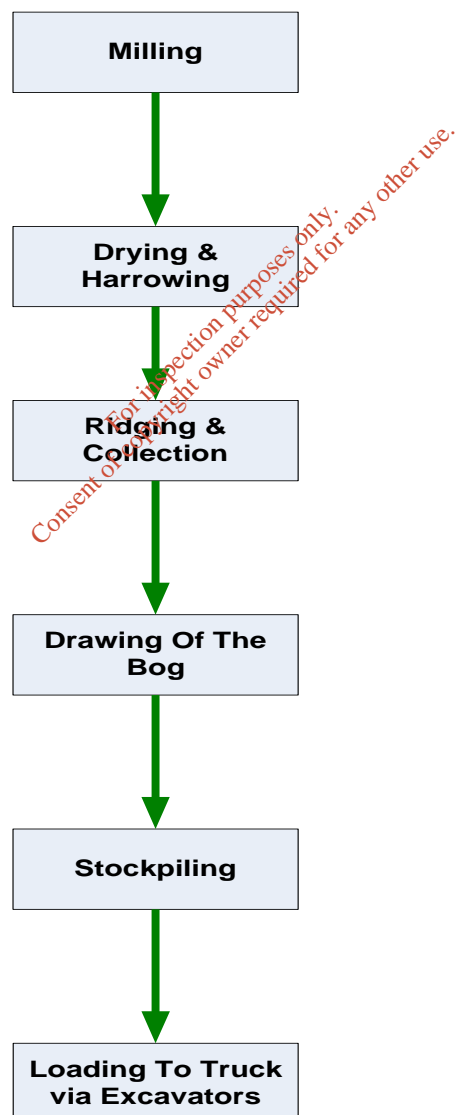 Milling
Drying &
Harrowing
For inspection purposes only.
Consent of copyright owner required for any other use.
Ridging &
Collection
Drawing Of The
Bog
Stockpiling
Loading To Truck
via Excavators